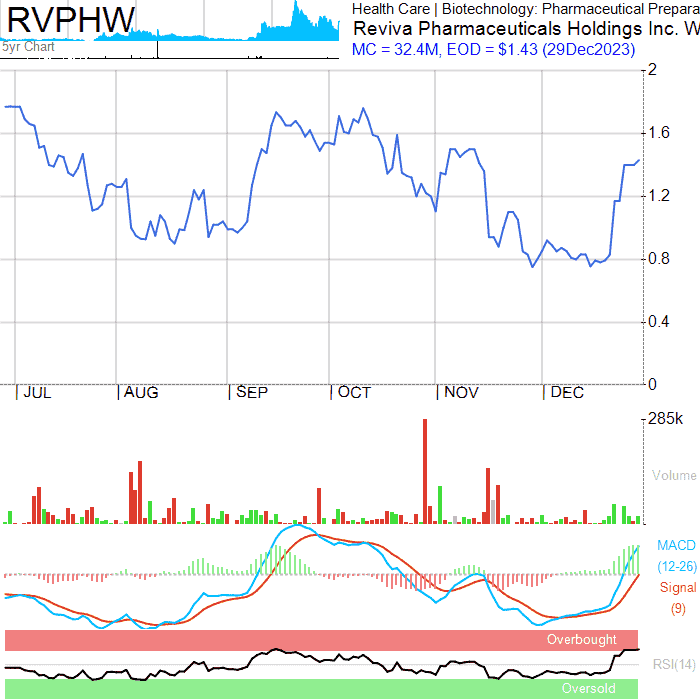 RVPHW
5yr Chart
Health Care | Biotechnology: Pharmaceutical Prepara
Reviva Pharmaceuticals Holdings Inc. W
MC = 32.4M, EOD = $1.43 (29Dec2023)
2
1.6
1.2
0.8
0.4
0
JUL
AUG
SEP
OCT
NOV
DEC
285k
Volume
MACD
(12-26)
Signal
(9)
Overbought
RSI(14)
Oversold